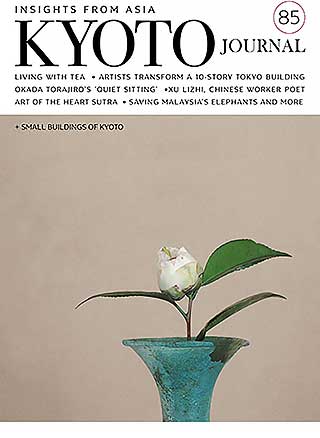 INSIGHTS FROM ASIA
85
KYOTO JOURNAL
LIVING WITH TEA • ARTISTS TRANSFORM A 10-STORY TOKYO BUILDING
OKADA TORAJIRO'S 'QUIET SITTING' •XU LIZHI, CHINESE WORKER POET
ART OF THE HEART SUTRA • SAVING MALAYSIA'S ELEPHANTS AND MORE
+ SMALL BUILDINGS OF KYOTO